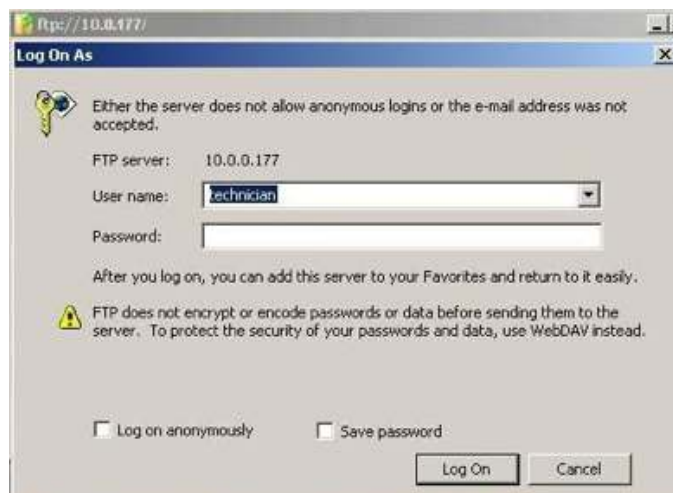 ftp://10.0.177/
Log On As
Either the server does not allow anonymous logins or the e-mail address was not
accepted.
FTP server: 10.0.0.177
User name: technician
Password:
After you log on, you can add this server to your Favorites and return to it easily.
FTP does not encrypt or encode passwords or data before sending them to the
server. To protect the security of your passwords and data, use WebDAV instead.
Log on anonymously Save password
Log On Cancel